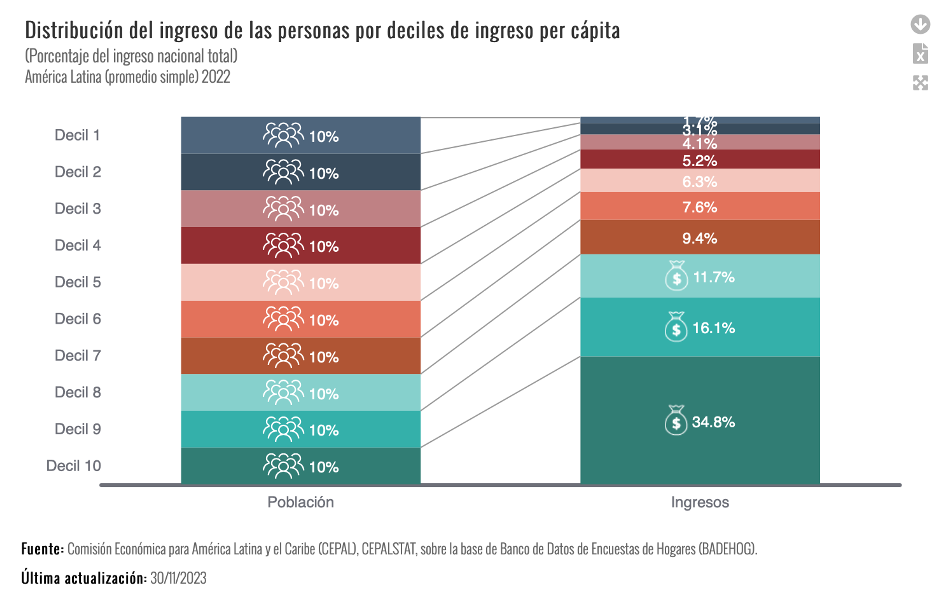 Distribución del ingreso de las personas por deciles de ingreso per cápita
(Porcentaje del ingreso nacional total)
América Latina (promedio simple) 2022
Decil 1
10%
1.7%
Decil 2
10%
3.1%
Decil 3
10%
4.1%
Decil 4
10%
5.2%
Decil 5
10%
6.3%
Decil 6
10%
7.6%
Decil 7
10%
9.4%
Decil 8
10%
$ 11.7%
Decil 9
10%
$ 16.1%
Decil 10
10%
$ 34.8%
Población
Ingresos
Fuente: Comisión Económica para América Latina y el Caribe (CEPAL), CEPALSTAT, sobre la base de Banco de Datos de Encuestas de Hogares (BADEHOG).
Última actualización: 30/11/2023